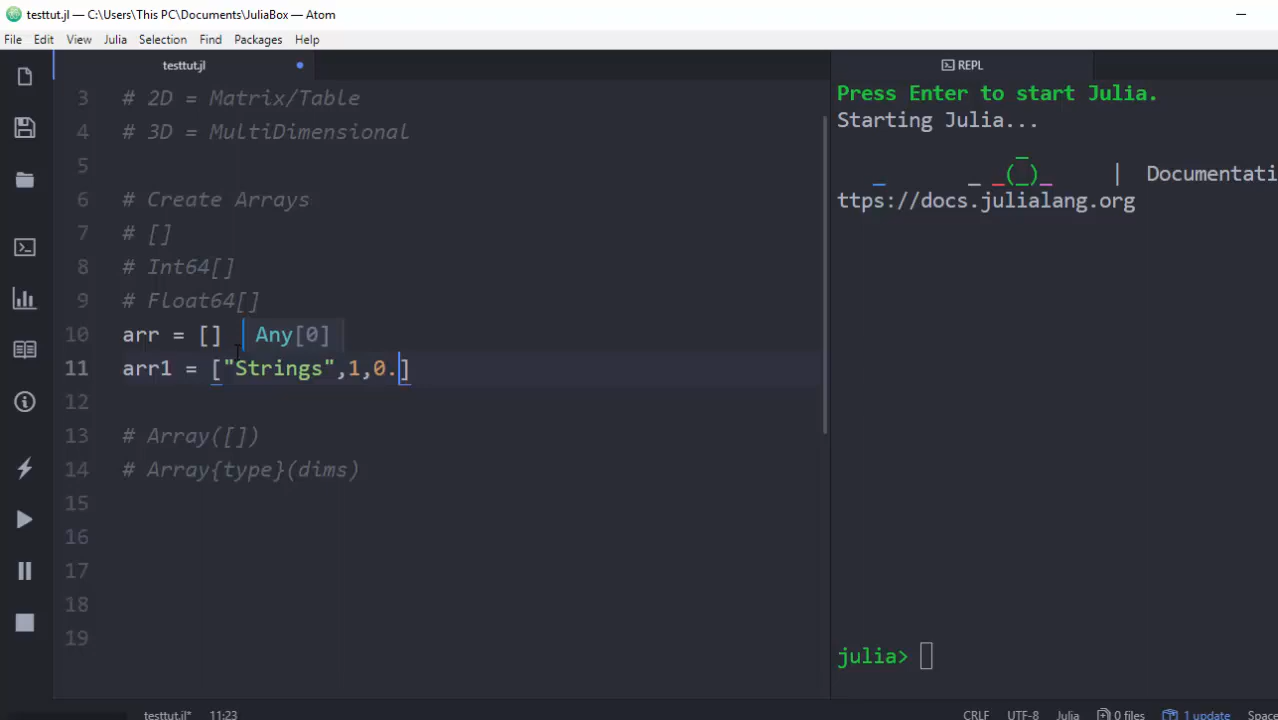 testtut.jl — C:\Users\This PC\Documents\JuliaBox — Atom
File Edit View Julia Selection Find Packages Help
testtut.jl
REPL
3 # 2D = Matrix/Table
4 # 3D = MultiDimensional
5
6 # Create Arrays
7 # []
8 # Int64[]
9 # Float64[]
10 arr = [] Any[0]
11 arr1 = ["Strings",1,0.]
12
13 # Array([])
14 # Array{type}(dims)
15
16
17
18
19
Press Enter to start Julia.
Starting Julia...
_
_ _ _(_)_ | Documentati
ttps://docs.julialang.org
julia>
testtut.jl* 11:23 CRLF UTF-8 Julia 0 files 1 update Space